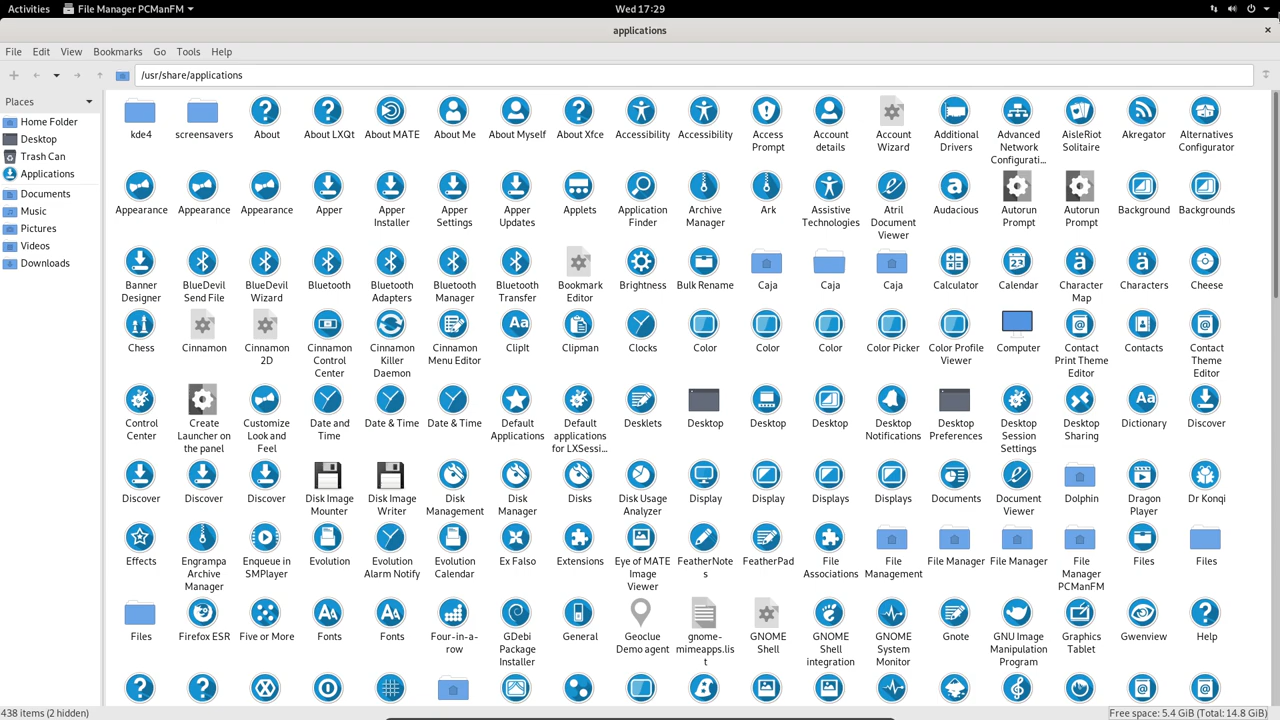 Activities File Manager PCManFM Wed 17:29
applications
File Edit View Bookmarks Go Tools Help
/usr/share/applications
Places
Home Folder
Desktop
Trash Can
Applications
Documents
Music
Pictures
Videos
Downloads
kde4 screensavers About About LXQt About MATE About Me About Myself About Xfce Accessibility Accessibility Access Account Account Additional Advanced AisleRiot Akregator Alternatives
Prompt details Wizard Drivers Network Solitaire Configurator
Configurati...
Appearance Appearance Appearance Apper Apper Apper Apper Applets Application Archive Ark Assistive Atril Audacious Autorun Autorun Background Backgrounds
Installer Settings Updates Finder Manager Technologies Document Prompt Prompt
Viewer
Banner BlueDevil BlueDevil Bluetooth Bluetooth Bluetooth Bluetooth Bookmark Brightness Bulk Rename Caja Caja Caja Calculator Calendar Character Characters Cheese
Designer Send File Wizard Adapters Manager Transfer Editor Map
Chess Cinnamon Cinnamon Cinnamon Cinnamon Cinnamon ClipIt Clipman Clocks Color Color Color Color Picker Color Profile Computer Contact Contacts Contact
2D Control Killer Menu Editor Viewer Print Theme Theme
Center Daemon Editor Editor
Control Create Customize Date and Date & Time Date & Time Default Default Desklets Desktop Desktop Desktop Desktop Desktop Desktop Desktop Dictionary Discover
Center Launcher on Look and Time Applications applications Notifications Preferences Session Sharing
the panel Feel for LXSessi... Settings
Discover Discover Discover Disk Image Disk Image Disk Disk Disks Disk Usage Display Display Displays Displays Documents Document Dolphin Dragon Dr Konqi
Mounter Writer Management Manager Analyzer Viewer Player
Effects Engrampa Enqueue in Evolution Evolution Evolution Ex Falso Extensions Eye of MATE FeatherNote FeatherPad File File File Manager File Manager File Files Files
Archive SMPlayer Alarm Notify Calendar Image s Associations Management Manager
Manager Viewer PCManFM
Files Firefox ESR Five or More Fonts Fonts Four-in-a- GDebi General Geoclue gnome- GNOME GNOME GNOME Gnote GNU Image Graphics Gwenview Help
row Package Demo agent mimeapps.lis Shell Shell System Manipulation Tablet
Installer t integration Monitor Program
438 items (2 hidden) Free space: 5.4 GiB (Total: 14.8 GiB)